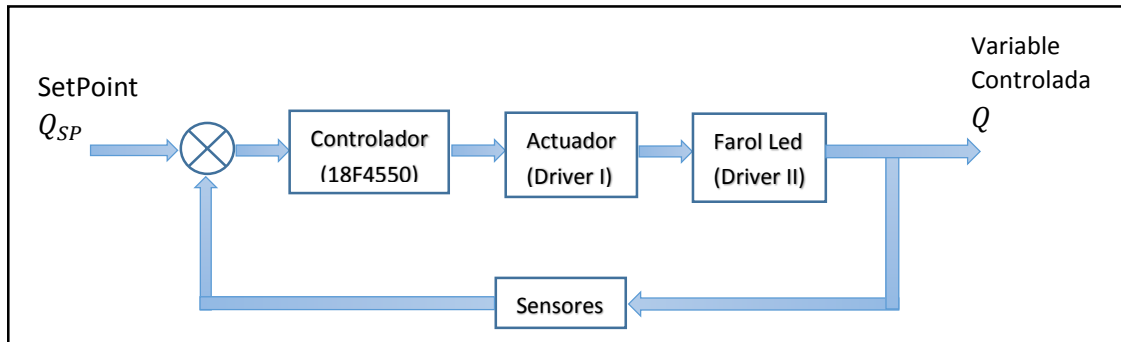 SetPoint
Q_SP
Controlador
(18F4550)
Actuador
(Driver I)
Farol Led
(Driver II)
Variable
Controlada
Q
Sensores